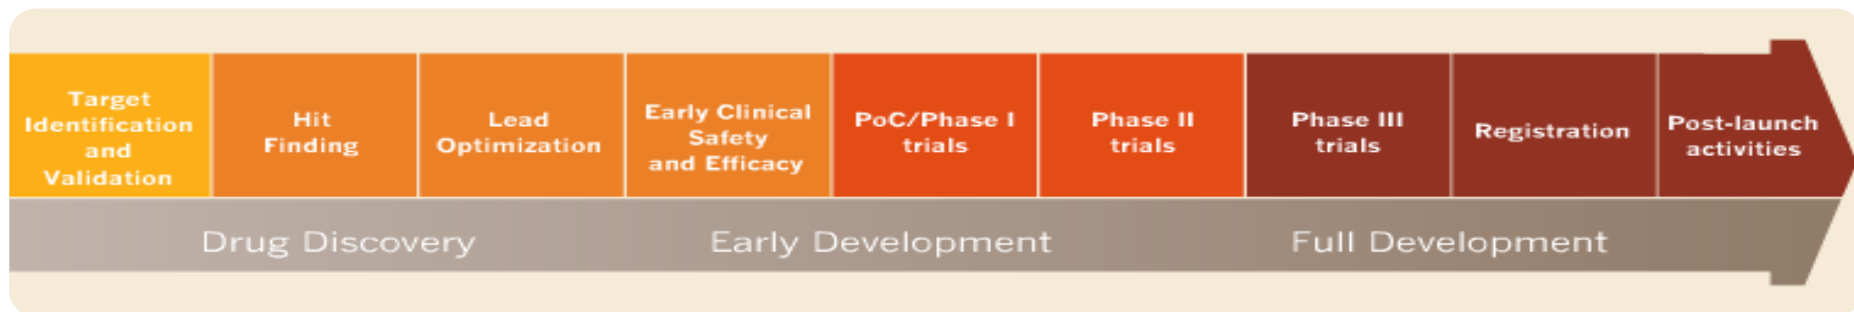 Target
Identification
and
Validation
Hit
Finding
Lead
Optimization
Early Clinical
Safety
and Efficacy
PoC/Phase I
trials
Phase II
trials
Phase III
trials
Registration
Post-launch
activities
Drug Discovery
Early Development
Full Development